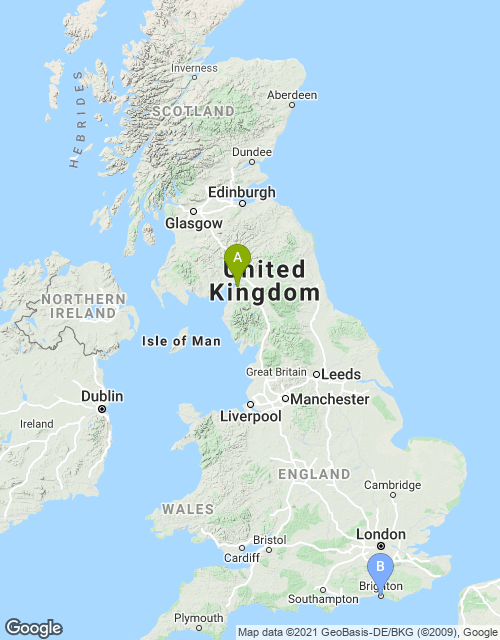 Inverness
Aberdeen
SCOTLAND
HEBRIDES
Dundee
Edinburgh
Glasgow
A
United
Kingdom
NORTHERN
IRELAND
Isle of Man
Great Britain
Leeds
Manchester
Dublin
Liverpool
Ireland
ENGLAND
Cambridge
WALES
London
Bristol
Cardiff
B
Brighton
Southampton
Plymouth
Google
Map data ©2021 GeoBasis-DE/BKG (©2009), Google